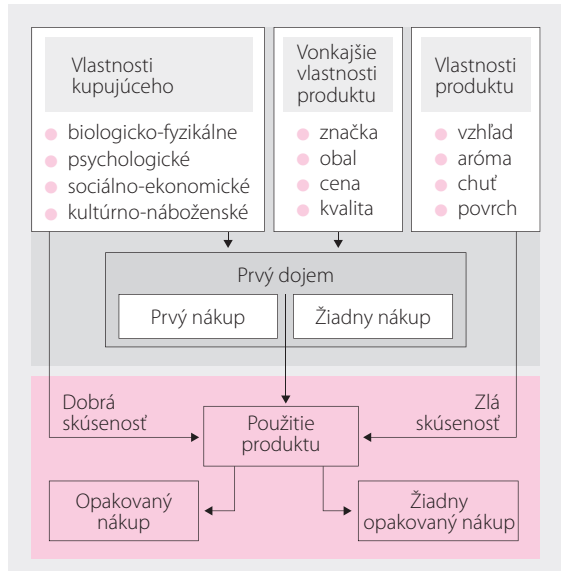 Vlastnosti
kupujúceho
biologicko-fyzikálne
psychologické
sociálno-ekonomické
kultúrno-náboženské
Vonkajšie
vlastnosti
produktu
značka
obal
cena
kvalita
Vlastnosti
produktu
vzhľad
aróma
chuť
povrch
Prvý dojem
Prvý nákup
Žiadny nákup
Dobrá
skúsenosť
Použitie
produktu
Zlá
skúsenosť
Opakovaný
nákup
Žiadny
opakovaný nákup